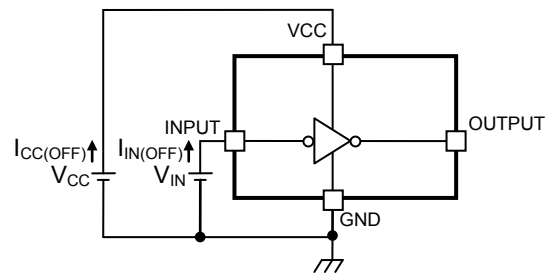 VCC
INPUT
OUTPUT
ICC(OFF)
IIN(OFF)
VCC
VIN
GND